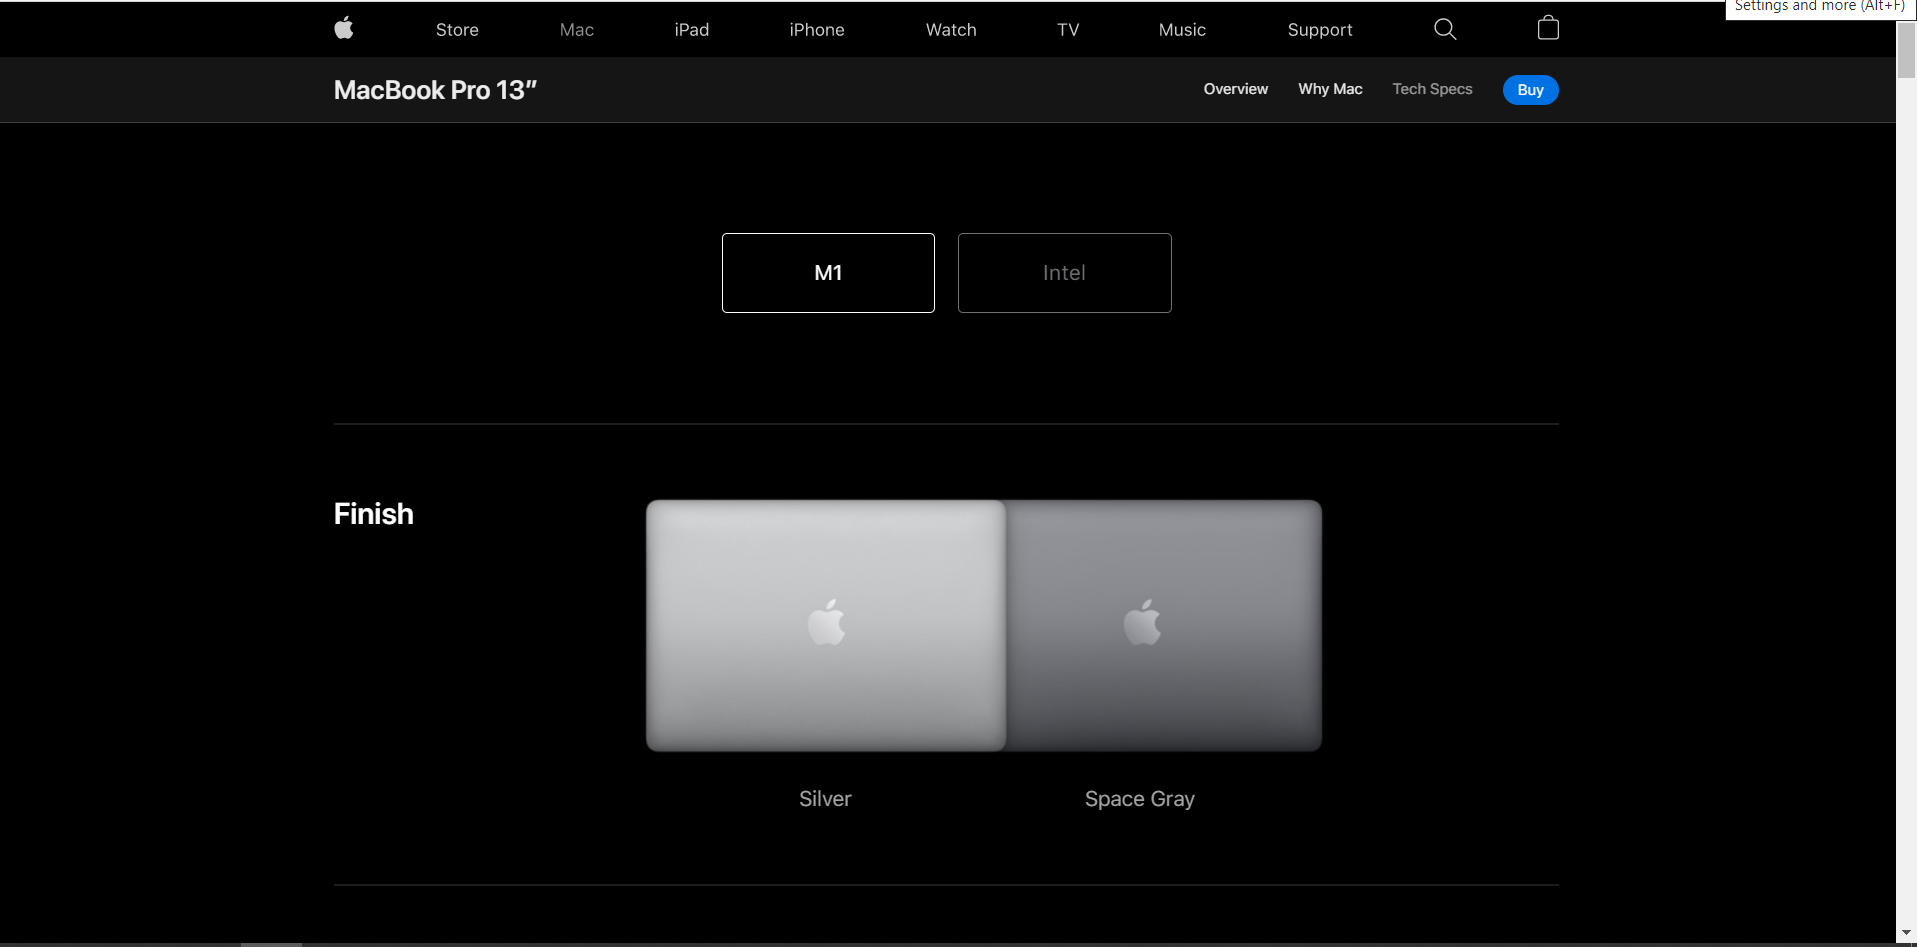 Settings and more (Alt+F)
Store Mac iPad iPhone Watch TV Music Support
MacBook Pro 13″ Overview Why Mac Tech Specs Buy
M1 Intel
Finish
Silver Space Gray